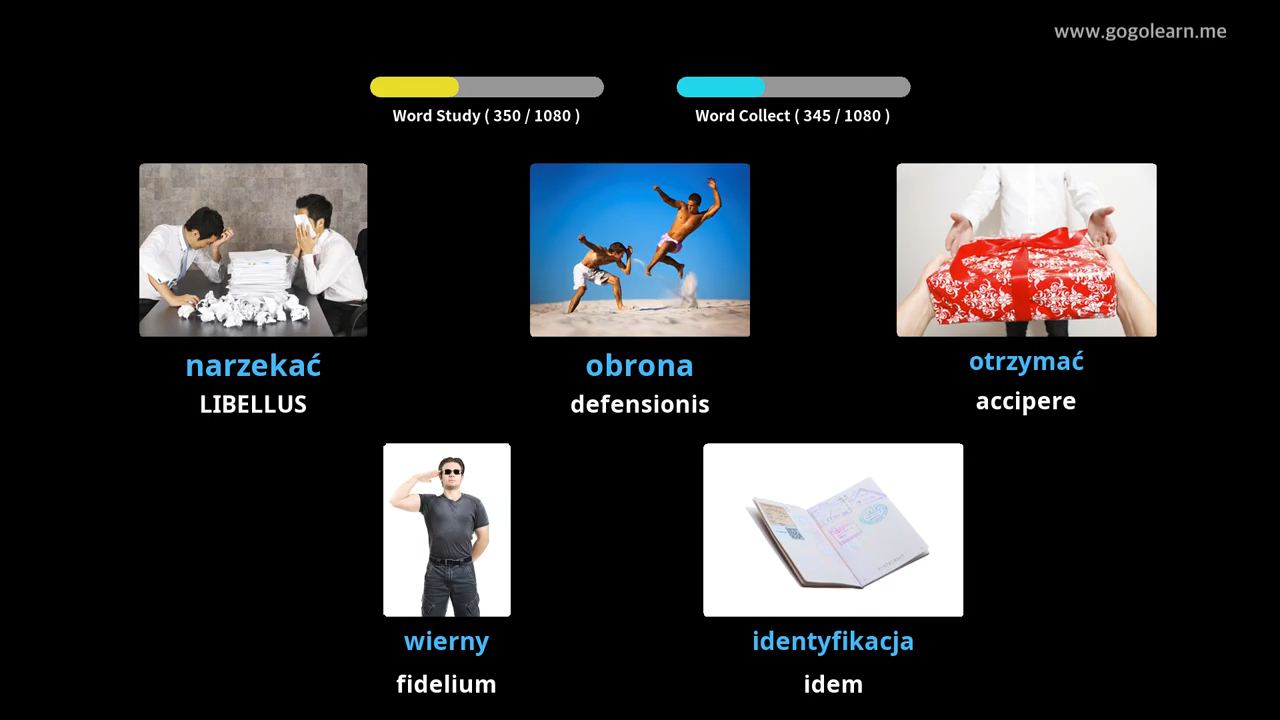 www.gogolearn.me
Word Study ( 350 / 1080 )
Word Collect ( 345 / 1080 )
narzekać
LIBELLUS
obrona
defensionis
otrzymać
accipere
wierny
fidelium
identyfikacja
idem